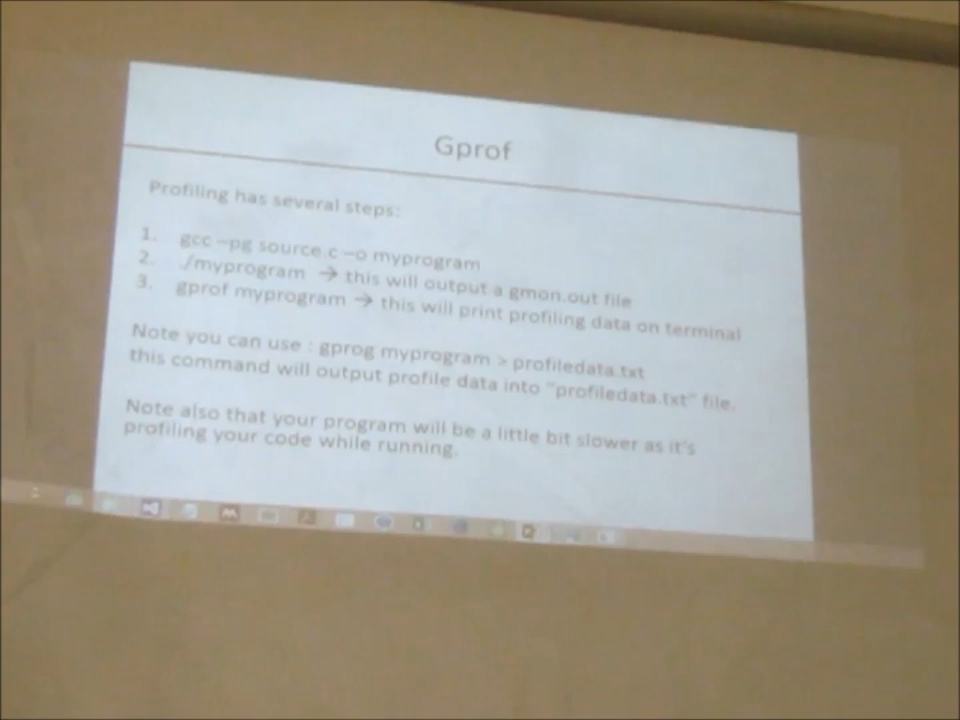 Gprof
Profiling has several steps:
1. gcc –pg source.c –o myprogram
2. ./myprogram → this will output a gmon.out file
3. gprof myprogram → this will print profiling data on terminal
Note you can use : gprog myprogram > profiledata.txt
this command will output profile data into "profiledata.txt" file.
Note also that your program will be a little bit slower as it's
profiling your code while running.